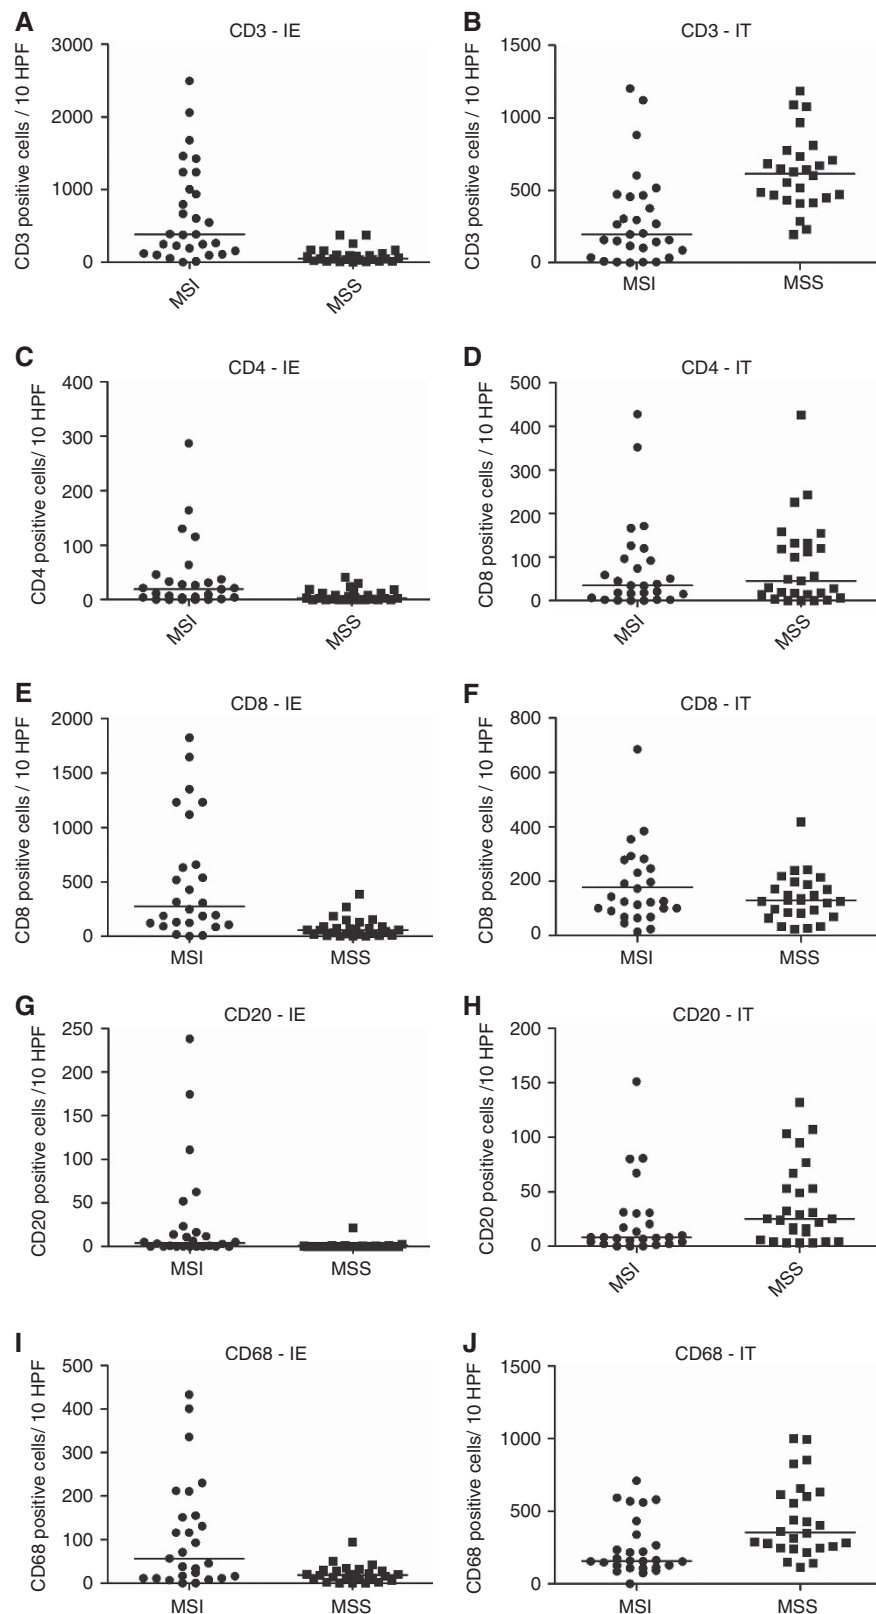 A
CD3 - IE
CD3 positive cells / 10 HPF
3000
2000
1000
0
MSI
MSS
B
CD3 - IT
CD3 positive cells / 10 HPF
1500
1000
500
0
MSI
MSS
C
CD4 - IE
CD4 positive cells/ 10 HPF
400
300
200
100
0
MSI
MSS
D
CD4 - IT
CD8 positive cells/ 10 HPF
500
400
300
200
100
0
MSI
MSS
E
CD8 - IE
CD8 positive cells / 10 HPF
2000
1500
1000
500
0
MSI
MSS
F
CD8 - IT
CD8 positive cells / 10 HPF
800
600
400
200
0
MSI
MSS
G
CD20 - IE
CD20 positive cells /10 HPF
250
200
150
100
50
0
MSI
MSS
H
CD20 - IT
CD20 positive cells /10 HPF
200
150
100
50
0
MSI
MSS
I
CD68 - IE
CD68 positive cells/ 10 HPF
500
400
300
200
100
0
MSI
MSS
J
CD68 - IT
CD68 positive cells/ 10 HPF
1500
1000
500
0
MSI
MSS